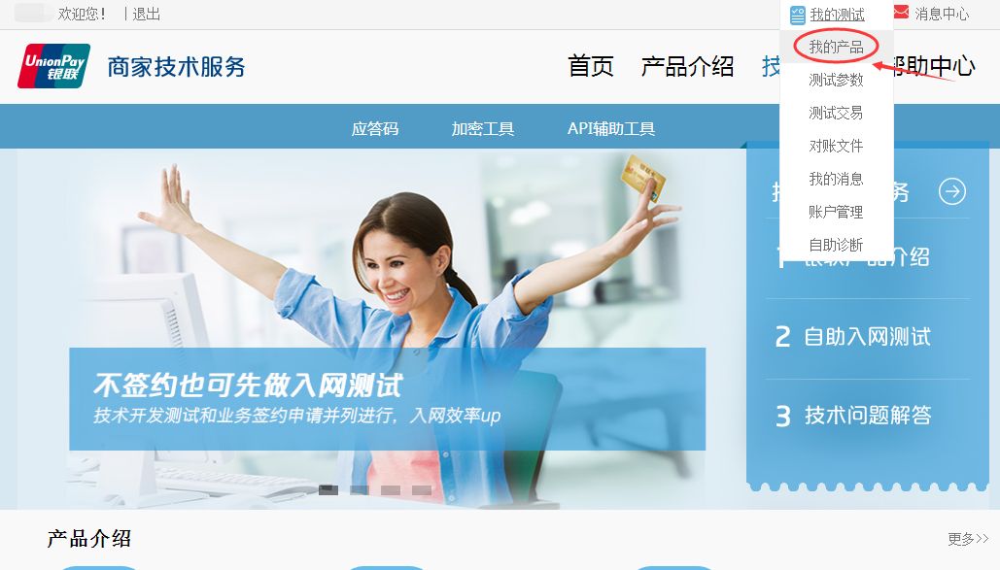 欢迎您! | 退出
我的测试
消息中心
UnionPay
银联
商家技术服务
首页 产品介绍 技 帮助中心
我的产品
测试参数
测试交易
对账文件
我的消息
账户管理
自助诊断
应答码 加密工具 API辅助工具
务
1 银联产品介绍
2 自助入网测试
3 技术问题解答
不签约也可先做入网测试
技术开发测试和业务签约申请并列进行，入网效率up
产品介绍
更多>>